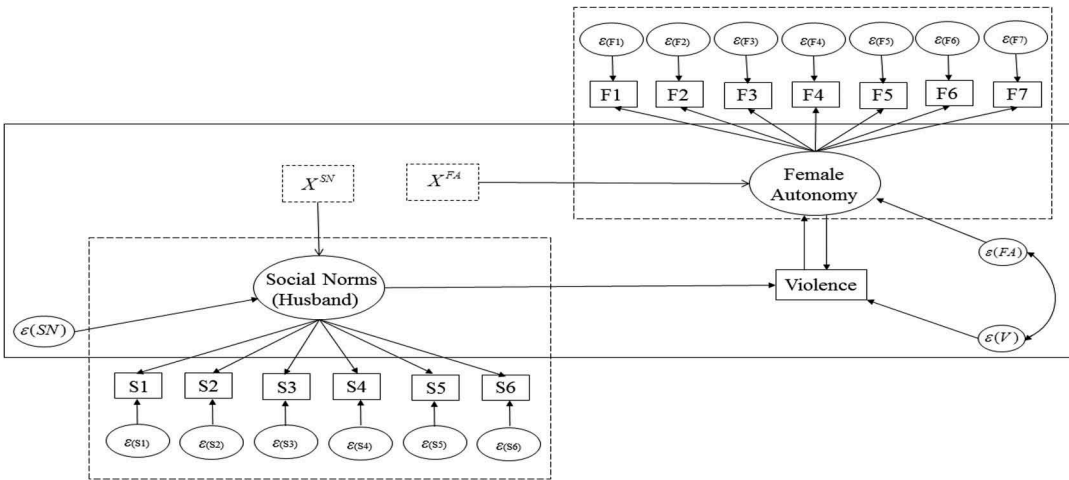 ε(F1) ε(F2) ε(F3) ε(F4) ε(F5) ε(F6) ε(F7)
F1 F2 F3 F4 F5 F6 F7
X^SN X^FA
Female
Autonomy
Social Norms
(Husband)
Violence
ε(FA)
ε(SN)
ε(V)
S1 S2 S3 S4 S5 S6
ε(S1) ε(S2) ε(S3) ε(S4) ε(S5) ε(S6)